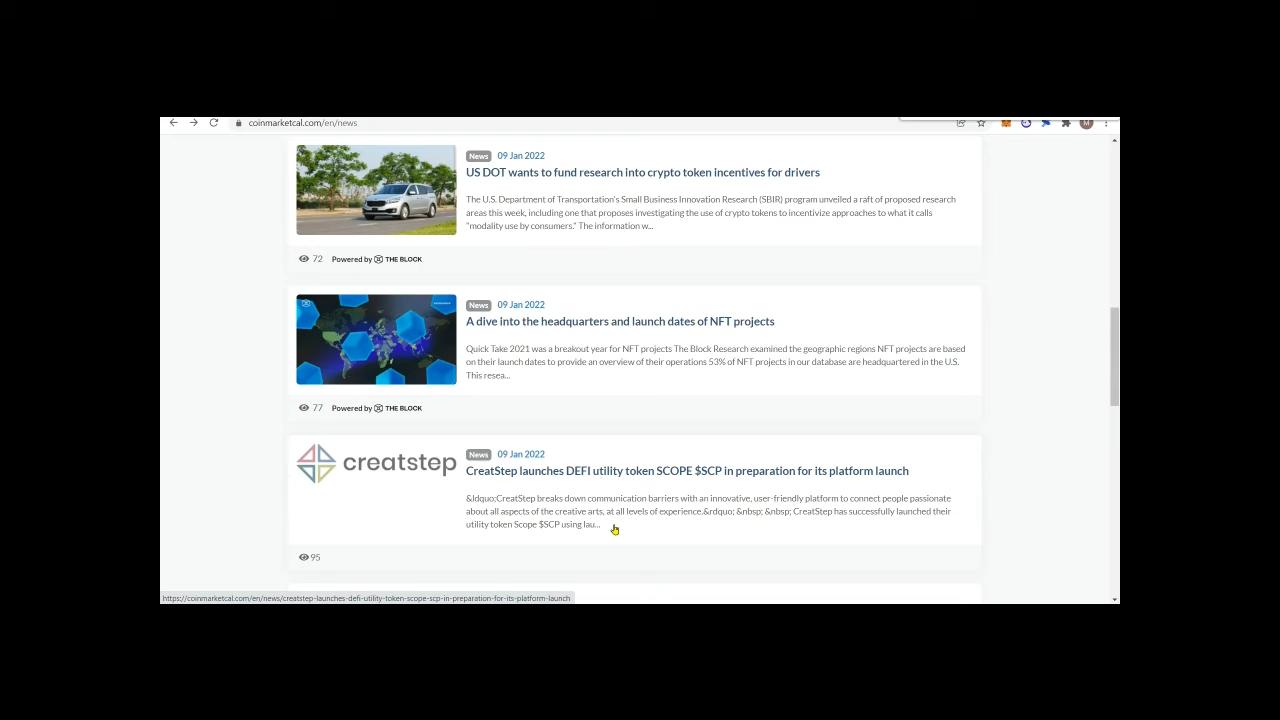 coinmarketcal.com/en/news
M
News 09 Jan 2022
US DOT wants to fund research into crypto token incentives for drivers
The U.S. Department of Transportation's Small Business Innovation Research (SBIR) program unveiled a raft of proposed research
areas this week, including one that proposes investigating the use of crypto tokens to incentivize approaches to what it calls
"modality use by consumers." The information w...
72 Powered by THE BLOCK
News 09 Jan 2022
A dive into the headquarters and launch dates of NFT projects
Quick Take 2021 was a breakout year for NFT projects The Block Research examined the geographic regions NFT projects are based
on their launch dates to provide an overview of their operations 53% of NFT projects in our database are headquartered in the U.S.
This resea...
77 Powered by THE BLOCK
creatstep
News 09 Jan 2022
CreatStep launches DEFI utility token SCOPE $SCP in preparation for its platform launch
&ldquo;CreatStep breaks down communication barriers with an innovative, user-friendly platform to connect people passionate
about all aspects of the creative arts, at all levels of experience.&rdquo; &nbsp; &nbsp; CreatStep has successfully launched their
utility token Scope $SCP using lau...
95
https://coinmarketcal.com/en/news/creatstep-launches-defi-utility-token-scope-scp-in-preparation-for-its-platform-launch